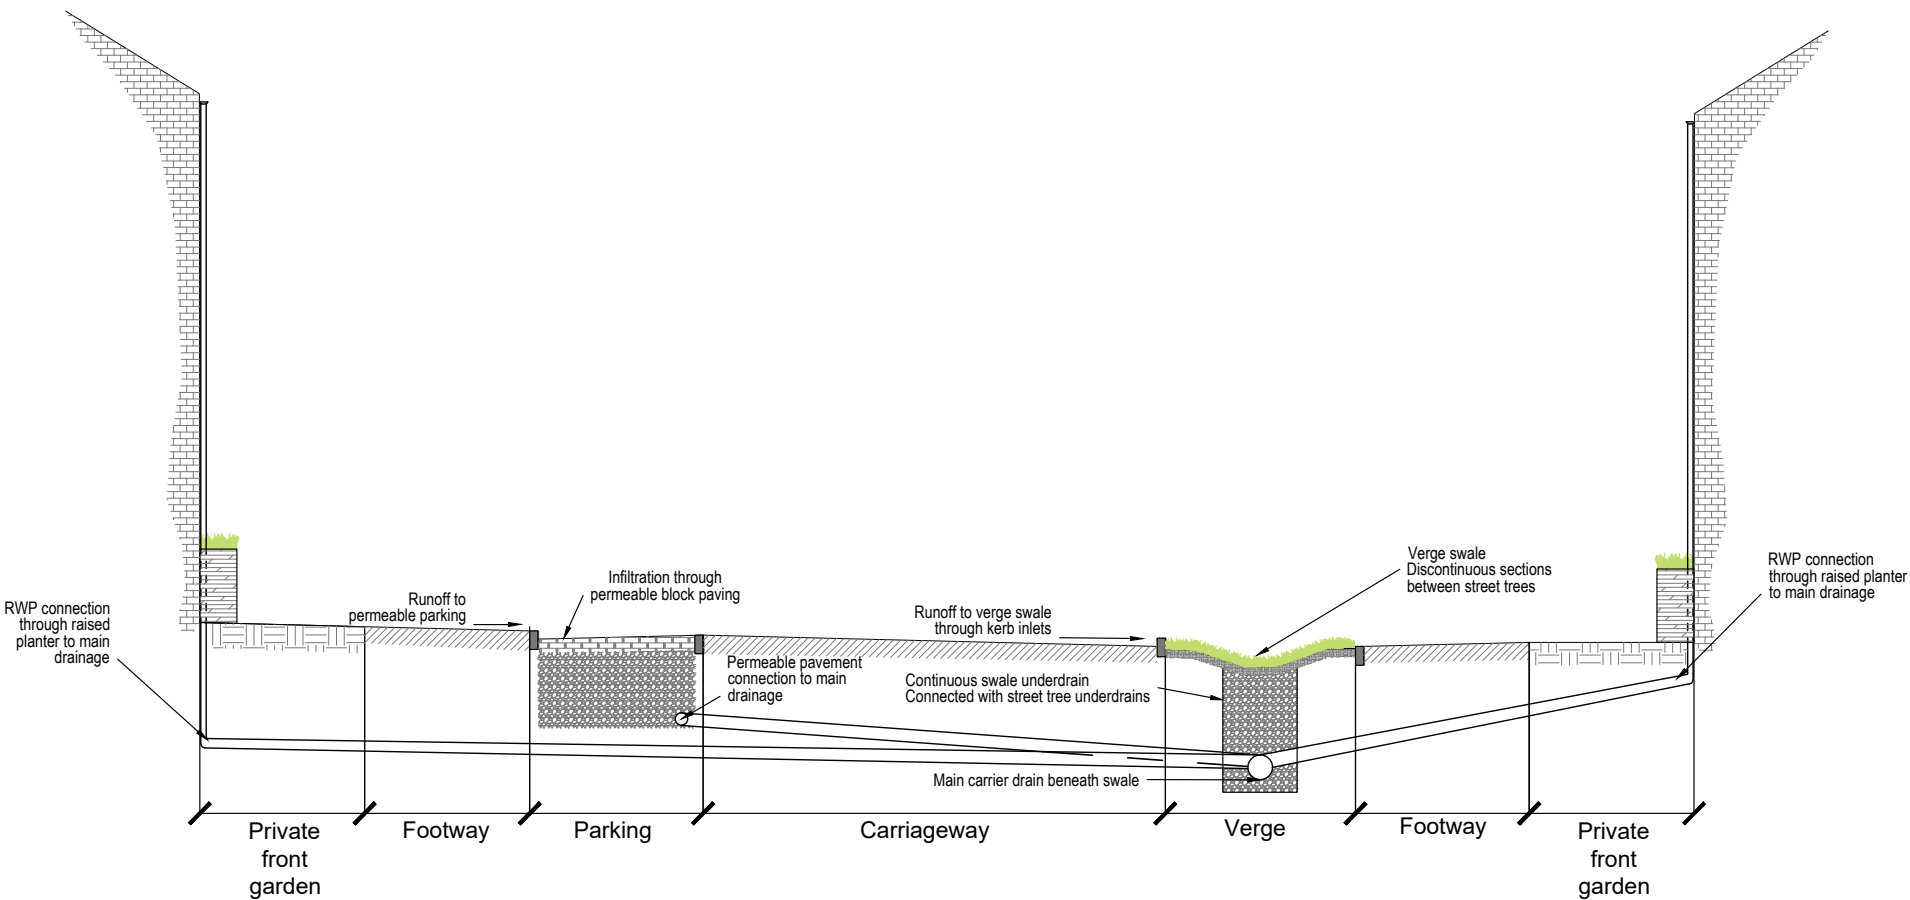 RWP connection
through raised
planter to main
drainage
Runoff to
permeable parking
Infiltration through
permeable block paving
Permeable pavement
connection to main
drainage
Runoff to verge swale
through kerb inlets
Continuous swale underdrain
Connected with street tree underdrains
Main carrier drain beneath swale
Verge swale
Discontinuous sections
between street trees
RWP connection
through raised planter
to main drainage
Private
front
garden
Footway
Parking
Carriageway
Verge
Footway
Private
front
garden